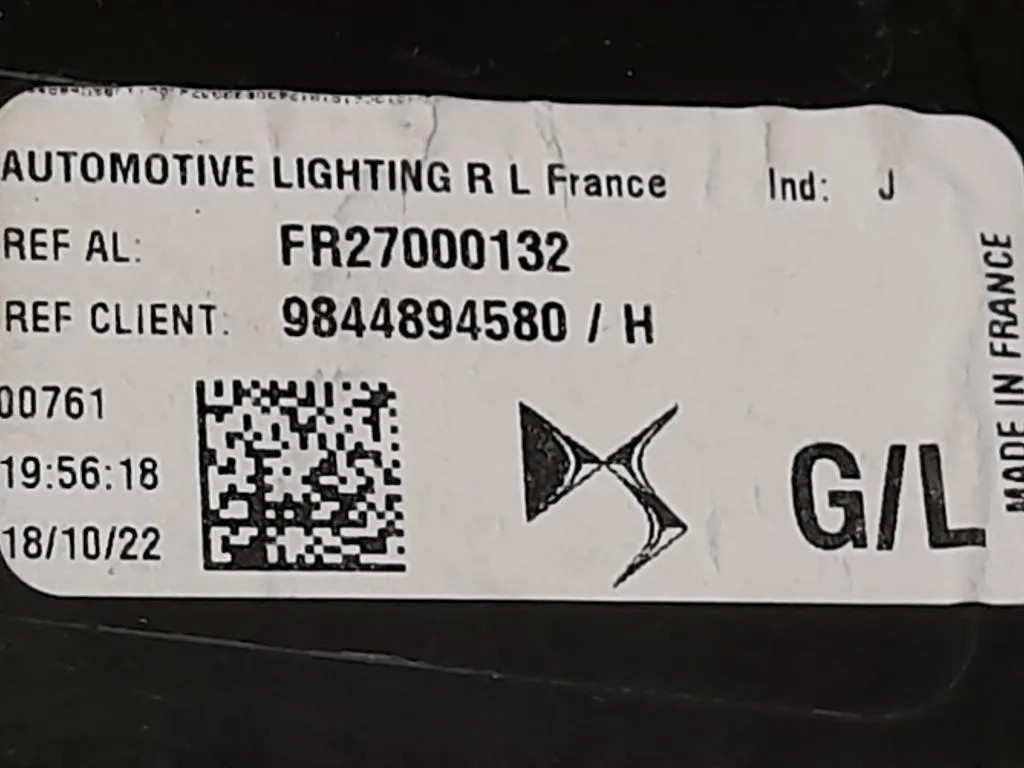 AUTOMOTIVE LIGHTING R L France Ind: J
REF AL: FR27000132
REF CLIENT: 9844894580 / H
00761
19:56:18
18/10/22
G/L
MADE IN FRANCE